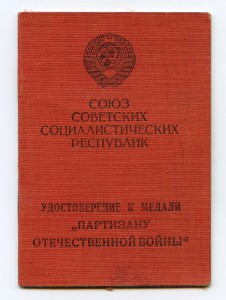 СОЮЗ
СОВЕТСКИХ
СОЦИАЛИСТИЧЕСКИХ
РЕСПУБЛИК
УДОСТОВЕРЕНИЕ К МЕДАЛИ
„ПАРТИЗАНУ
ОТЕЧЕСТВЕННОЙ ВОЙНЫ“